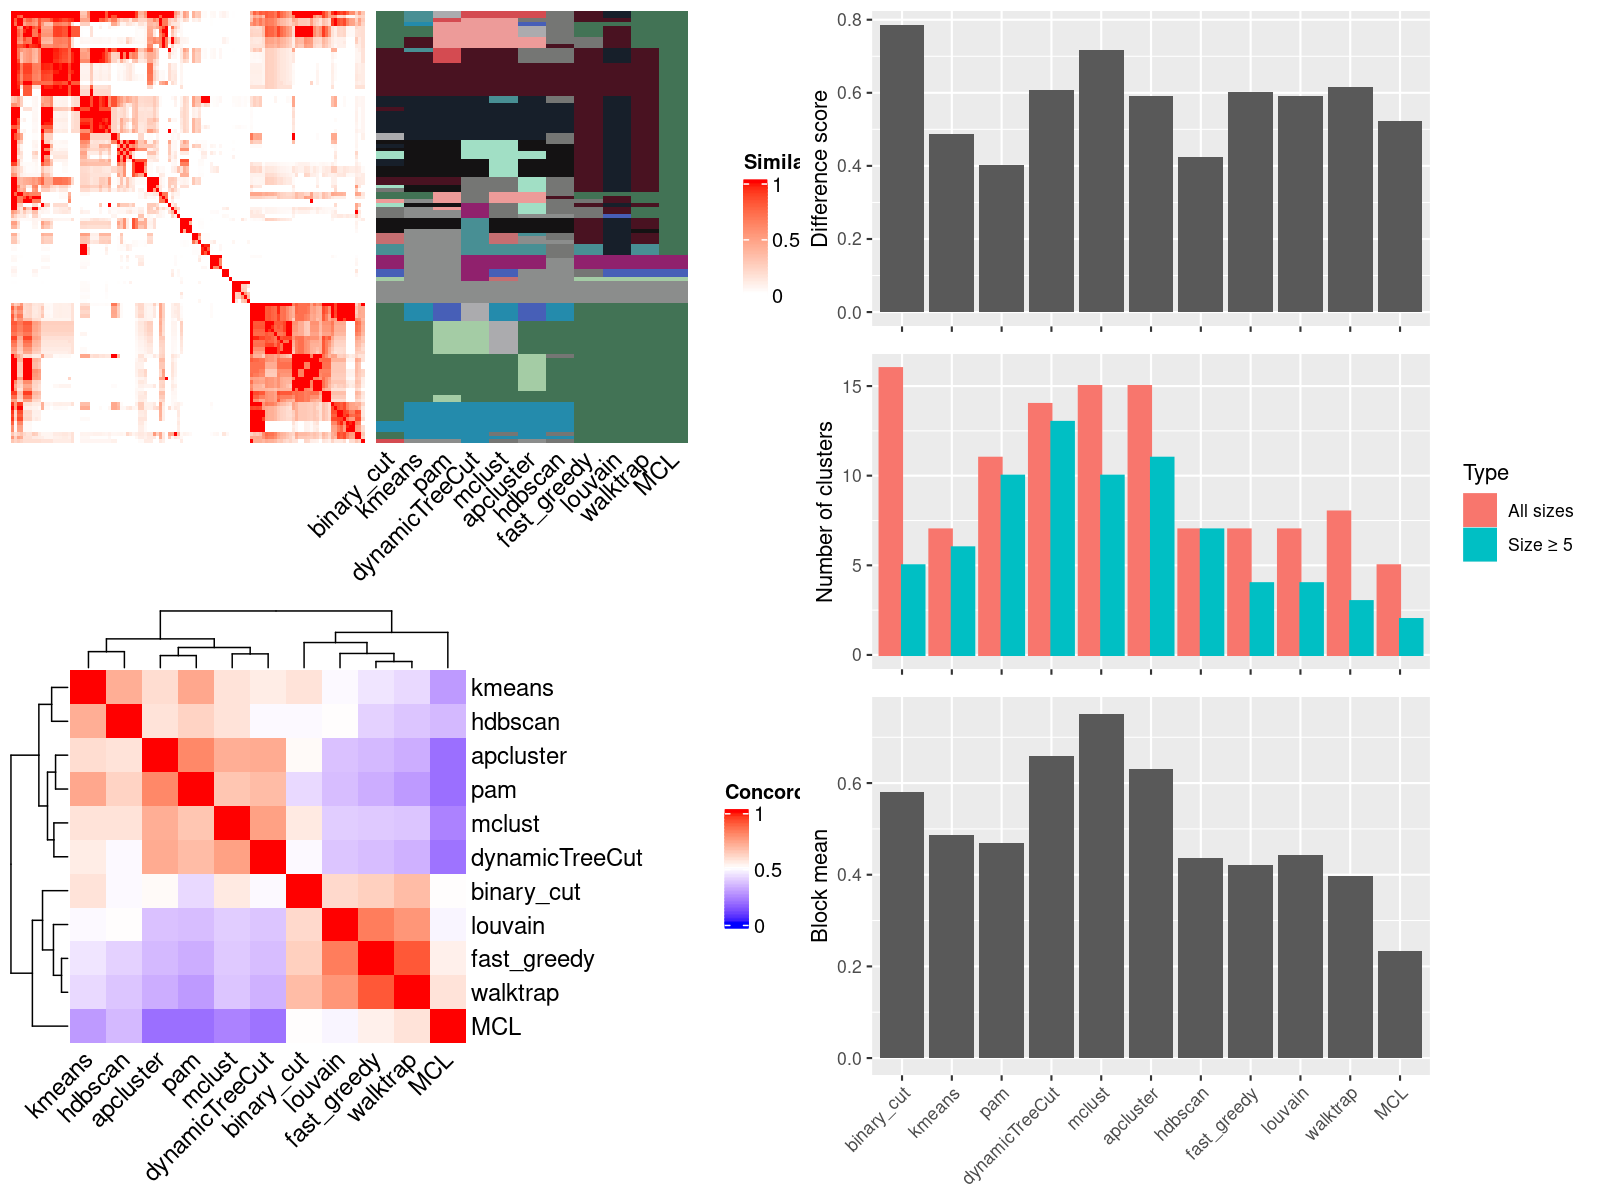 Simila
1
0.5
0
binary_cut
kmeans
pam
dynamicTreeCut
mclust
apcluster
hdbscan
fast_greedy
louvain
walktrap
MCL
kmeans
hdbscan
apcluster
pam
mclust
dynamicTreeCut
binary_cut
louvain
fast_greedy
walktrap
MCL
kmeans
hdbscan
apcluster
pam
mclust
dynamicTreeCut
binary_cut
louvain
fast_greedy
walktrap
MCL
Concord
1
0.5
0
Difference score
0.8
0.6
0.4
0.2
0.0
Number of clusters
15
10
5
0
Type
All sizes
Size ≥ 5
Block mean
0.6
0.4
0.2
0.0
binary_cut
kmeans
pam
dynamicTreeCut
mclust
apcluster
hdbscan
fast_greedy
louvain
walktrap
MCL